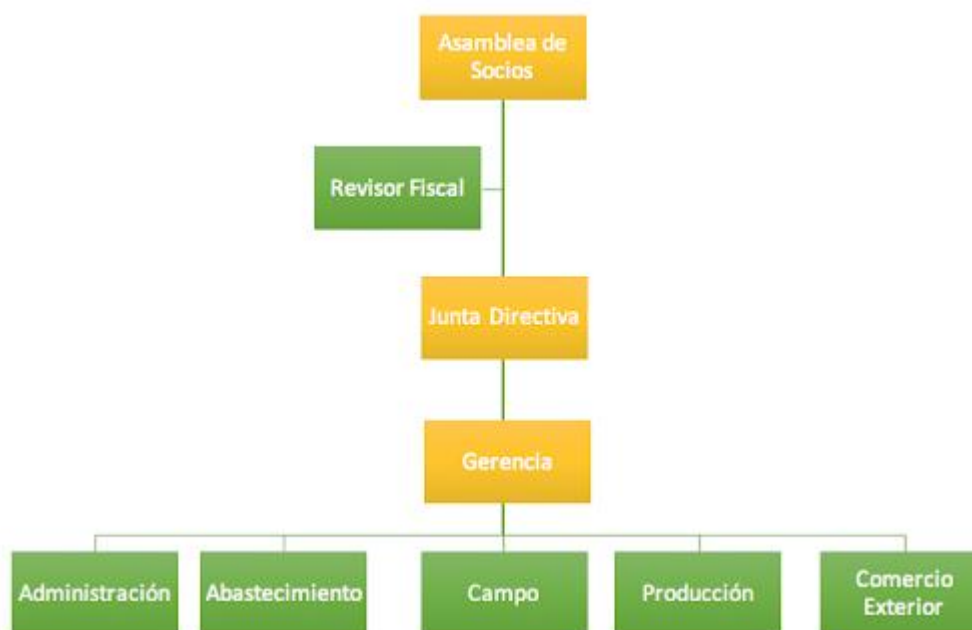 Asamblea de
Socios
Revisor Fiscal
Junta Directiva
Gerencia
Administración
Abastecimiento
Campo
Producción
Comercio
Exterior